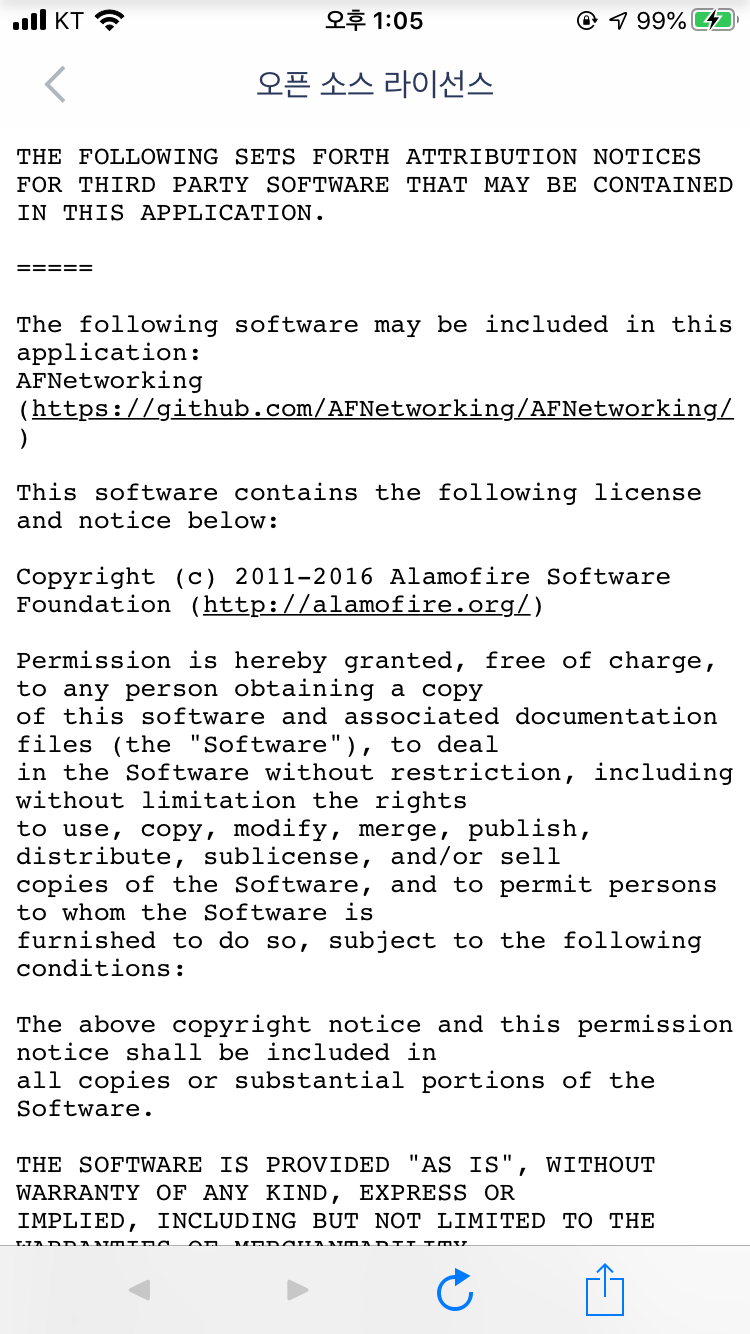 KT 오후 1:05 99%
오픈 소스 라이선스
THE FOLLOWING SETS FORTH ATTRIBUTION NOTICES
FOR THIRD PARTY SOFTWARE THAT MAY BE CONTAINED
IN THIS APPLICATION.
=====
The following software may be included in this
application:
AFNetworking
(https://github.com/AFNetworking/AFNetworking/
)
This software contains the following license
and notice below:
Copyright (c) 2011-2016 Alamofire Software
Foundation (http://alamofire.org/)
Permission is hereby granted, free of charge,
to any person obtaining a copy
of this software and associated documentation
files (the "Software"), to deal
in the Software without restriction, including
without limitation the rights
to use, copy, modify, merge, publish,
distribute, sublicense, and/or sell
copies of the Software, and to permit persons
to whom the Software is
furnished to do so, subject to the following
conditions:
The above copyright notice and this permission
notice shall be included in
all copies or substantial portions of the
Software.
THE SOFTWARE IS PROVIDED "AS IS", WITHOUT
WARRANTY OF ANY KIND, EXPRESS OR
IMPLIED, INCLUDING BUT NOT LIMITED TO THE
WARRANTIES OF MERCHANTABILITY